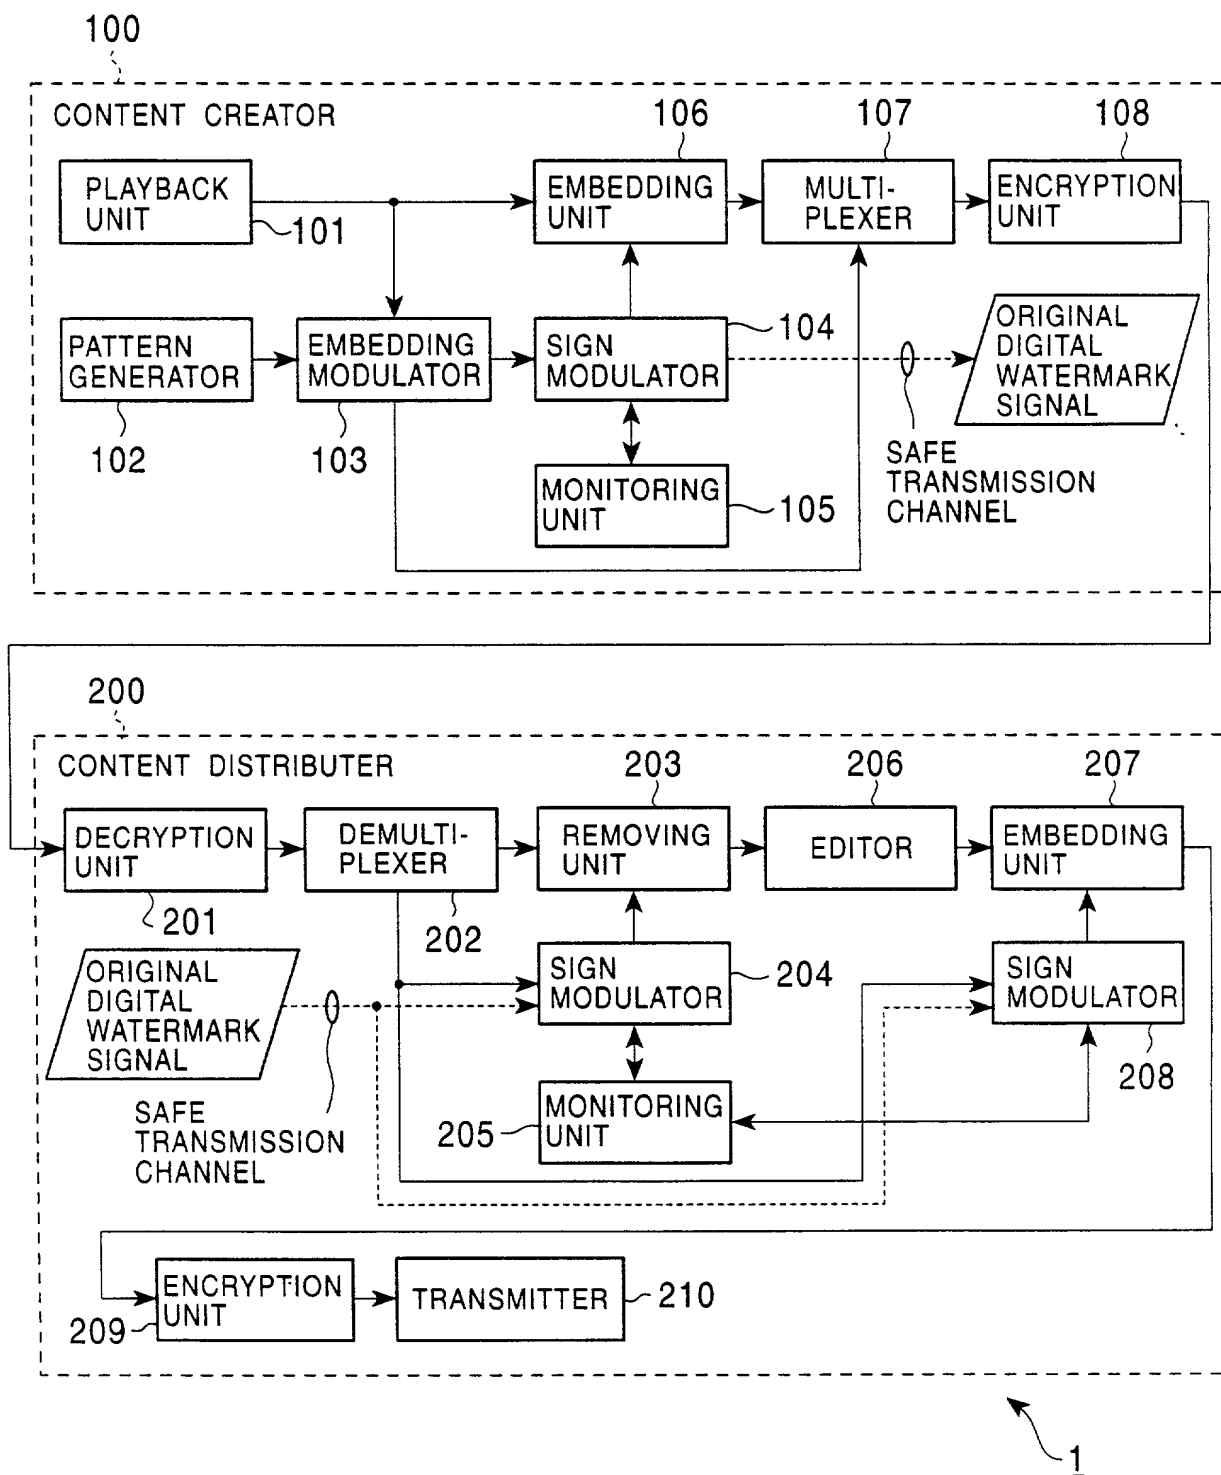 100
CONTENT CREATOR
106
107
108
PLAYBACK
UNIT
101
EMBEDDING
UNIT
MULTI-
PLEXER
ENCRYPTION
UNIT
PATTERN
GENERATOR
102
EMBEDDING
MODULATOR
103
SIGN
MODULATOR
104
ORIGINAL
DIGITAL
WATERMARK
SIGNAL
SAFE
TRANSMISSION
CHANNEL
MONITORING
UNIT
105
200
CONTENT DISTRIBUTER
203
206
207
DECRYPTION
UNIT
201
DEMULTI-
PLEXER
202
REMOVING
UNIT
EDITOR
EMBEDDING
UNIT
ORIGINAL
DIGITAL
WATERMARK
SIGNAL
SIGN
MODULATOR
204
SIGN
MODULATOR
208
SAFE
TRANSMISSION
CHANNEL
205
MONITORING
UNIT
ENCRYPTION
UNIT
209
TRANSMITTER
210
1